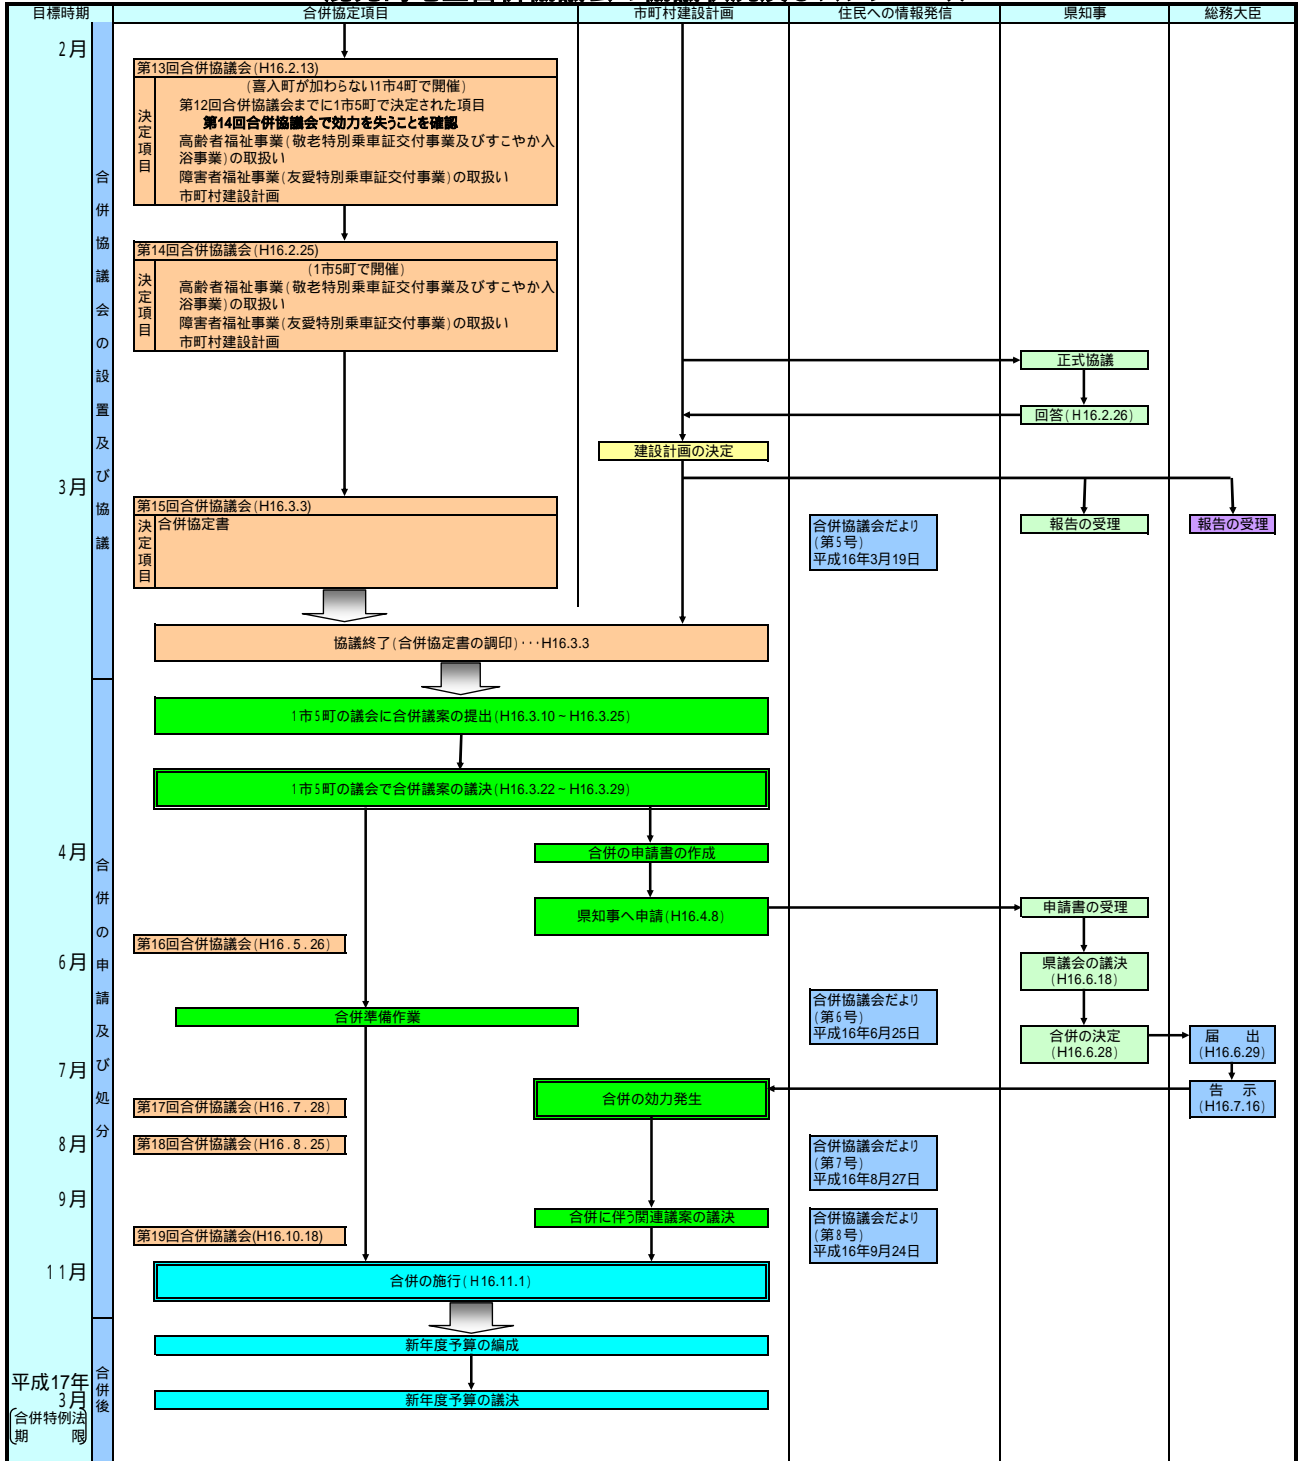 目標時期
合併協定項目
市町村建設計画
住民への情報発信
県知事
総務大臣
2月
合併協議会の設置及び協議
第13回合併協議会(H16.2.13)
決定項目
(喜入町が加わらない1市4町で開催)
第12回合併協議会までに1市5町で決定された項目
第14回合併協議会で効力を失うことを確認
高齢者福祉事業(敬老特別乗車証交付事業及びすこやか入
浴事業)の取扱い
障害者福祉事業(友愛特別乗車証交付事業)の取扱い
市町村建設計画
第14回合併協議会(H16.2.25)
決定項目
(1市5町で開催)
高齢者福祉事業(敬老特別乗車証交付事業及びすこやか入
浴事業)の取扱い
障害者福祉事業(友愛特別乗車証交付事業)の取扱い
市町村建設計画
正式協議
回答(H16.2.26)
建設計画の決定
3月
第15回合併協議会(H16.3.3)
決定項目
合併協定書
合併協議会だより
(第5号)
平成16年3月19日
報告の受理
報告の受理
協議終了(合併協定書の調印)･･･H16.3.3
1市5町の議会に合併議案の提出(H16.3.10～H16.3.25)
1市5町の議会で合併議案の議決(H16.3.22～H16.3.29)
4月
合併の申請及び処分
合併の申請書の作成
県知事へ申請(H16.4.8)
申請書の受理
第16回合併協議会(H16.5.26)
6月
県議会の議決
(H16.6.18)
合併準備作業
合併協議会だより
(第6号)
平成16年6月25日
合併の決定
(H16.6.28)
届 出
(H16.6.29)
7月
合併の効力発生
告 示
(H16.7.16)
第17回合併協議会(H16.7.28)
8月
第18回合併協議会(H16.8.25)
合併協議会だより
(第7号)
平成16年8月27日
9月
合併に伴う関連議案の議決
合併協議会だより
(第8号)
平成16年9月24日
第19回合併協議会(H16.10.18)
11月
合併の施行(H16.11.1)
合併後
新年度予算の編成
平成17年
3月
新年度予算の議決
合併特例法
期 限